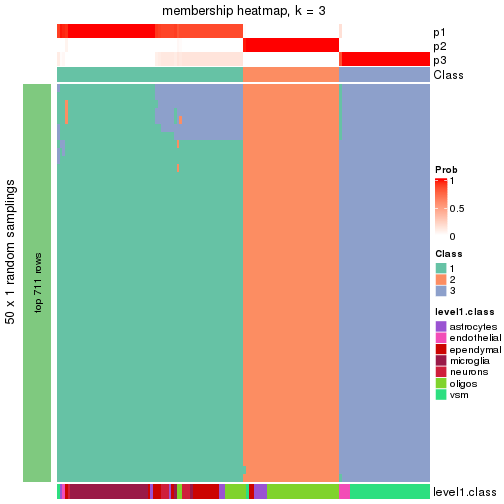 membership heatmap, k = 3
p1
p2
p3
Class
50 x 1 random samplings
top 711 rows
Prob
1
0.5
0
Class
1
2
3
level1.class
astrocytes
endothelial
ependymal
microglia
neurons
oligos
vsm
level1.class